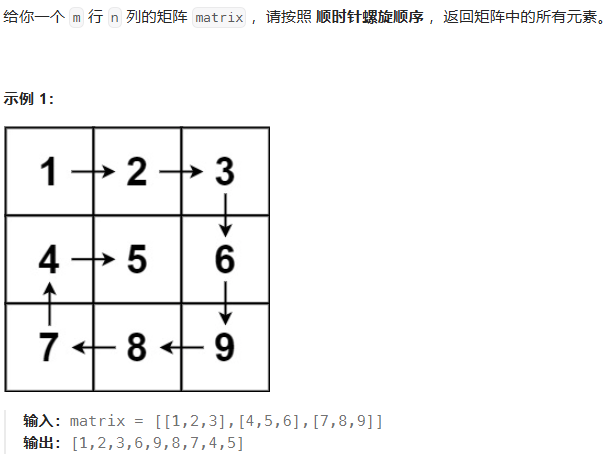 给你一个 m 行 n 列的矩阵 matrix ，请按照 顺时针螺旋顺序 ，返回矩阵中的所有元素。
示例 1：
1 2 3
4 5 6
7 8 9
输入：matrix = [[1,2,3],[4,5,6],[7,8,9]]
输出：[1,2,3,6,9,8,7,4,5]